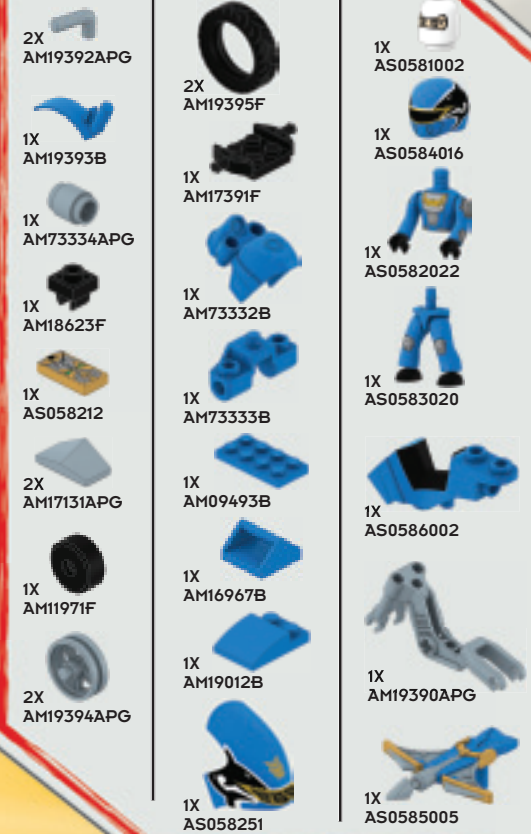 2X
AM19392APG
1X
AM19393B
1X
AM73334APG
1X
AM18623F
1X
AS058212
2X
AM17131APG
1X
AM11971F
2X
AM19394APG
2X
AM19395F
1X
AM17391F
1X
AM73332B
1X
AM73333B
1X
AM09493B
1X
AM16967B
1X
AM19012B
1X
AS058251
1X
AS0581002
1X
AS0584016
1X
AS0582022
1X
AS0583020
1X
AS0586002
1X
AM19390APG
1X
AS0585005